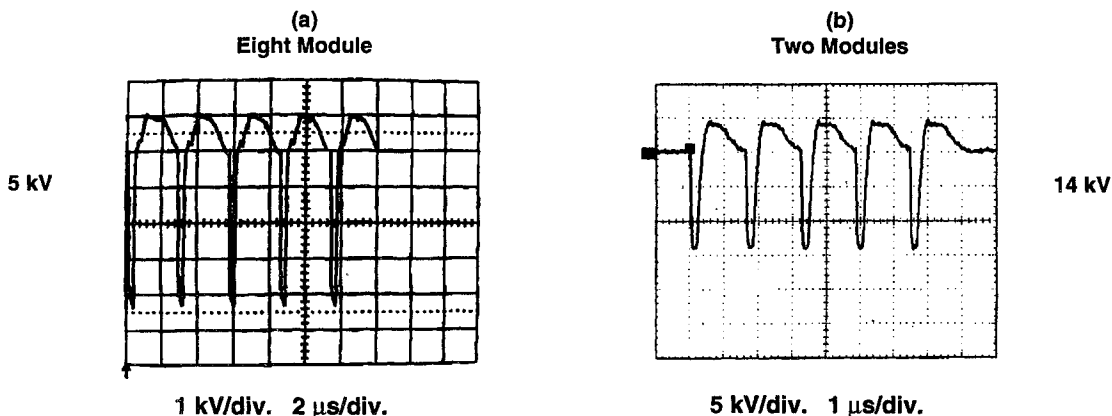 (a)
Eight Module
5 kV
1 kV/div. 2 μs/div.
(b)
Two Modules
14 kV
5 kV/div. 1 μs/div.